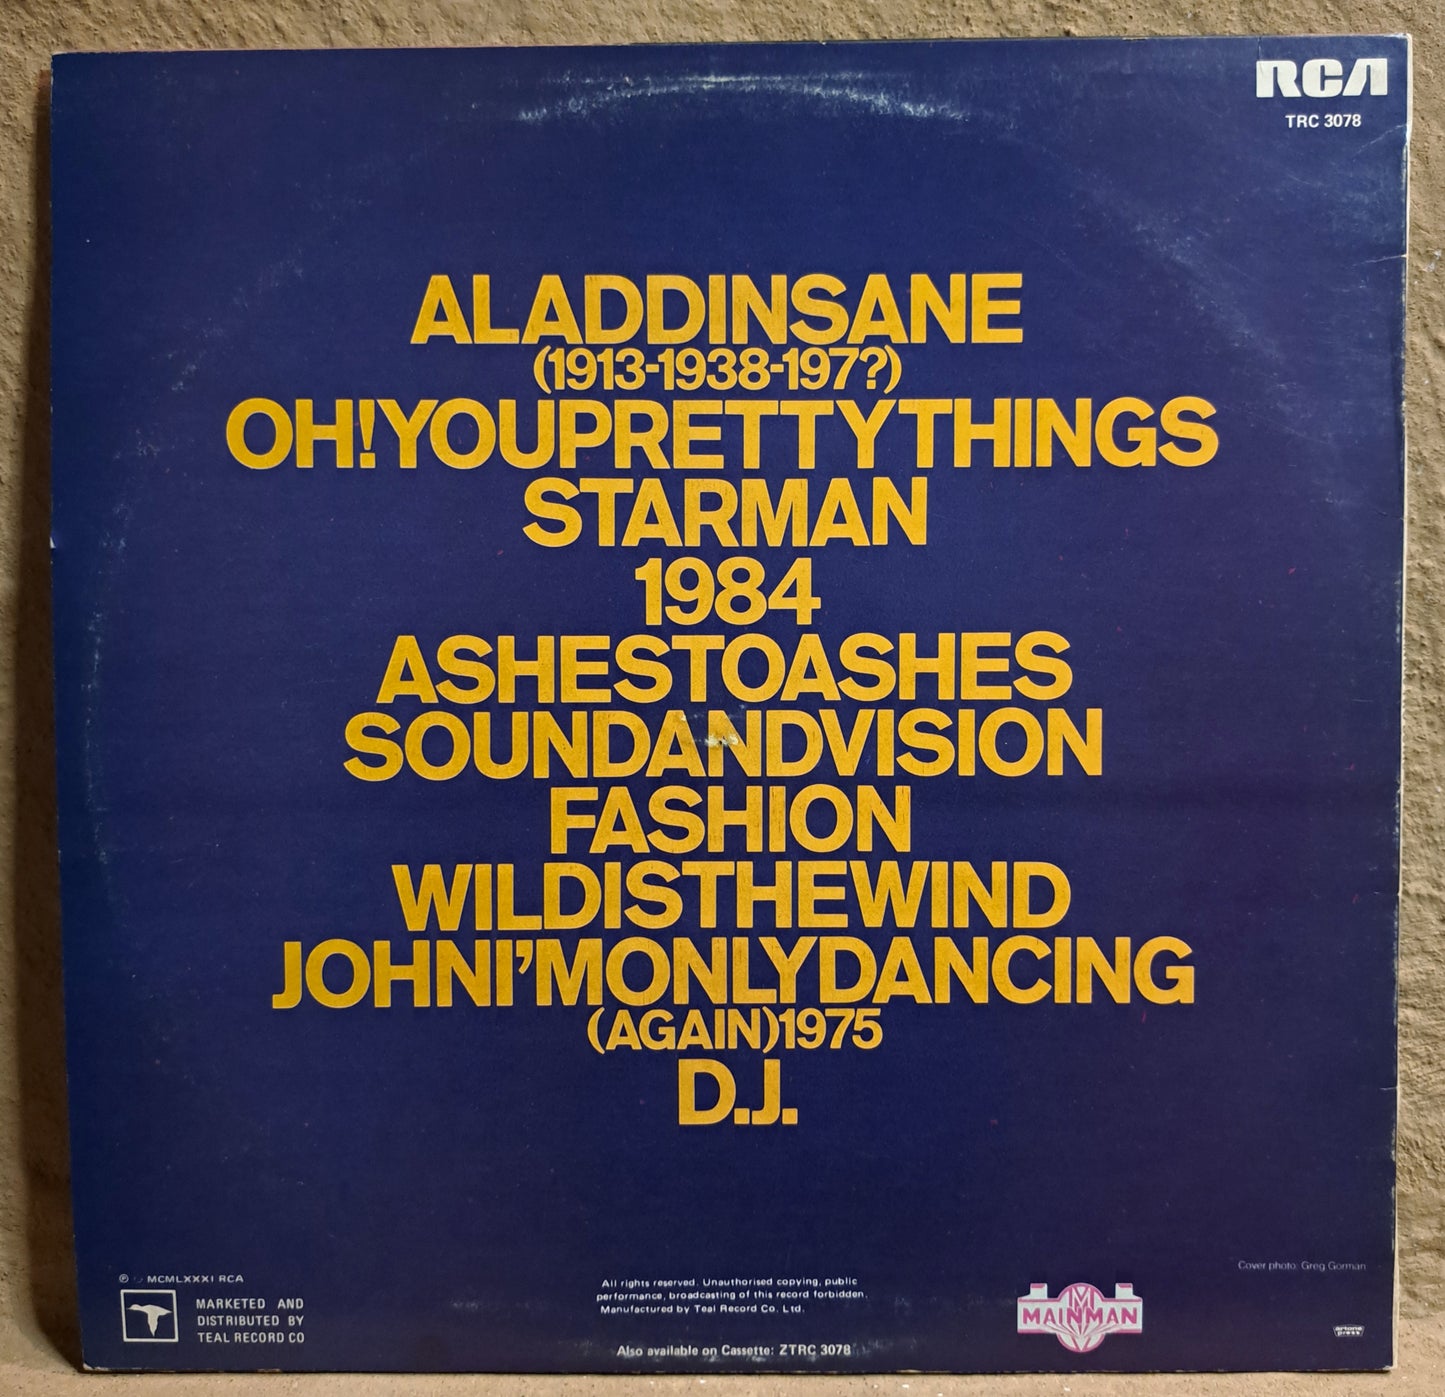 RCA
TRC 3078
ALADDINSANE
(1913-1938-197?)
OH!YOUPRETTYTHINGS
STARMAN
1984
ASHESTOASHES
SOUNDANDVISION
FASHION
WILDISTHEWIND
JOHNI'MONLYDANCING
(AGAIN)1975
D.J.
Cover photo: Greg Gorman
℗ MCMLXXXI RCA
MARKETED AND
DISTRIBUTED BY
TEAL RECORD CO
All rights reserved. Unauthorised copying, public
performance, broadcasting of this record forbidden.
Manufactured by Teal Record Co. Ltd.
Also available on Cassette: ZTRC 3078
MM
MAINMAN
artone
press